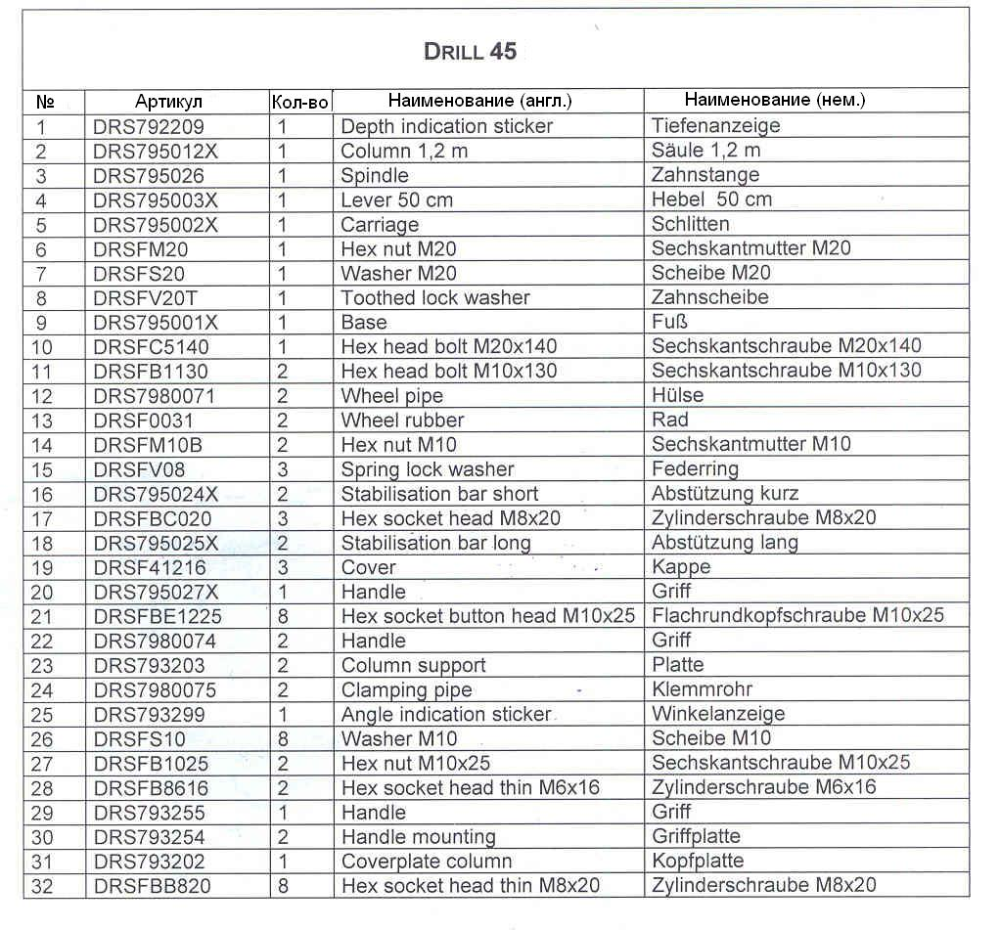 DRILL 45
№ Артикул Кол-во Наименование (англ.) Наименование (нем.)
1 DRS792209 1 Depth indication sticker Tiefenanzeige
2 DRS795012X 1 Column 1,2 m Säule 1,2 m
3 DRS795026 1 Spindle Zahnstange
4 DRS795003X 1 Lever 50 cm Hebel 50 cm
5 DRS795002X 1 Carriage Schlitten
6 DRSFM20 1 Hex nut M20 Sechskantmutter M20
7 DRSFS20 1 Washer M20 Scheibe M20
8 DRSFV20T 1 Toothed lock washer Zahnscheibe
9 DRS795001X 1 Base Fuß
10 DRSFC5140 1 Hex head bolt M20x140 Sechskantschraube M20x140
11 DRSFB1130 2 Hex head bolt M10x130 Sechskantschraube M10x130
12 DRS7980071 2 Wheel pipe Hülse
13 DRSF0031 2 Wheel rubber Rad
14 DRSFM10B 2 Hex nut M10 Sechskantmutter M10
15 DRSFV08 3 Spring lock washer Federring
16 DRS795024X 2 Stabilisation bar short Abstützung kurz
17 DRSFBC020 3 Hex socket head M8x20 Zylinderschraube M8x20
18 DRS795025X 2 Stabilisation bar long Abstützung lang
19 DRSF41216 3 Cover Kappe
20 DRS795027X 1 Handle Griff
21 DRSFBE1225 8 Hex socket button head M10x25 Flachrundkopfschraube M10x25
22 DRS7980074 2 Handle Griff
23 DRS793203 2 Column support Platte
24 DRS7980075 2 Clamping pipe Klemmrohr
25 DRS793299 1 Angle indication sticker Winkelanzeige
26 DRSFS10 8 Washer M10 Scheibe M10
27 DRSFB1025 2 Hex nut M10x25 Sechskantschraube M10x25
28 DRSFB8616 2 Hex socket head thin M6x16 Zylinderschraube M6x16
29 DRS793255 1 Handle Griff
30 DRS793254 2 Handle mounting Griffplatte
31 DRS793202 1 Coverplate column Kopfplatte
32 DRSFBB820 8 Hex socket head thin M8x20 Zylinderschraube M8x20